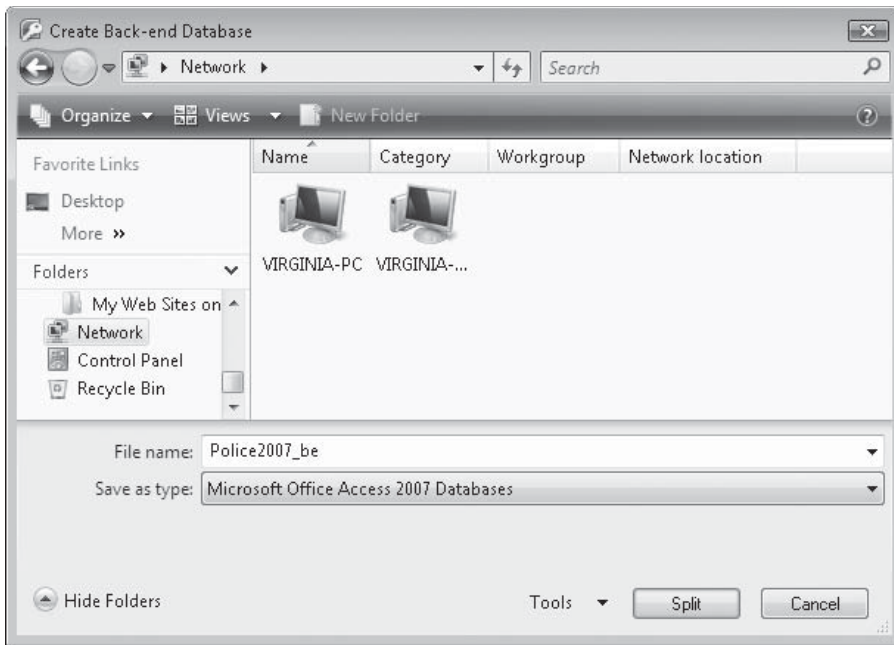 Create Back-end Database
Network
Search
Organize Views New Folder
Favorite Links
Desktop
More »
Folders
My Web Sites on
Network
Control Panel
Recycle Bin
Name Category Workgroup Network location
VIRGINIA-PC VIRGINIA-...
File name: Police2007_be
Save as type: Microsoft Office Access 2007 Databases
Hide Folders
Tools Split Cancel